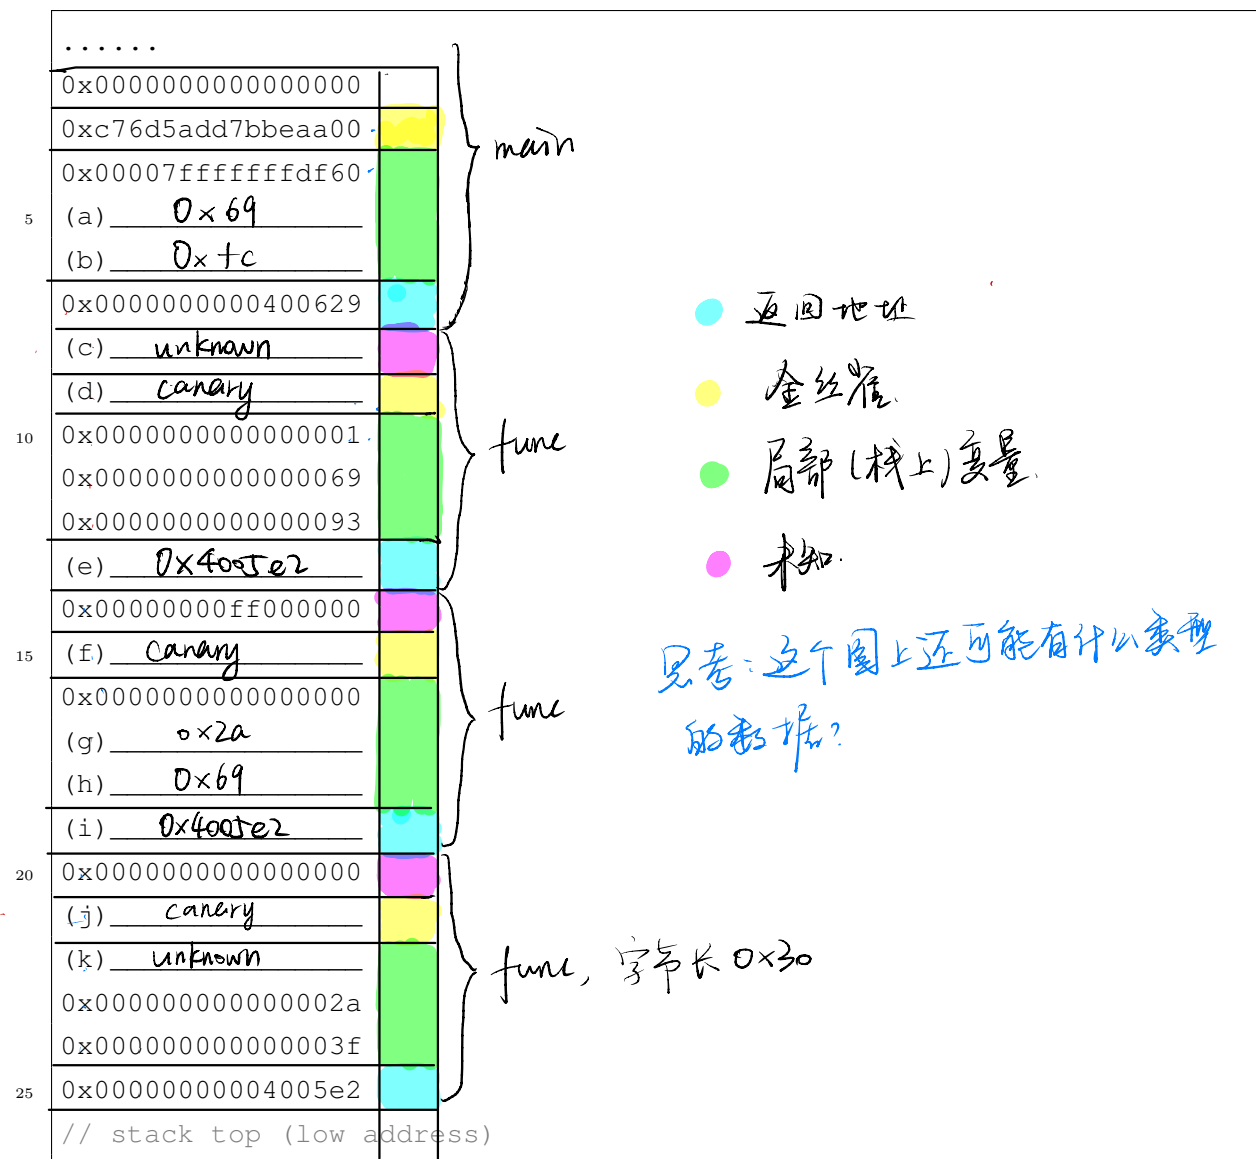 ......
0x0000000000000000
0xc76d5add7bbeaa00
0x00007fffffffdf60
main
5 (a) 0x69
(b) 0xfc
0x0000000000400629
返回地址
(c) unknown
(d) canary
金丝雀.
10 0x0000000000000001
func
0x0000000000000069
局部(栈上)变量.
0x0000000000000093
(e) 0x4005e2
未知.
0x00000000ff000000
15 (f) canary
思考:这个图上还可能有什么类型
0x0000000000000000
func
(g) 0x2a
的数据?
(h) 0x69
(i) 0x4005e2
20 0x0000000000000000
(j) canary
(k) unknown
func, 字节长 0x30
0x000000000000002a
0x000000000000003f
25 0x00000000004005e2
// stack top (low address)